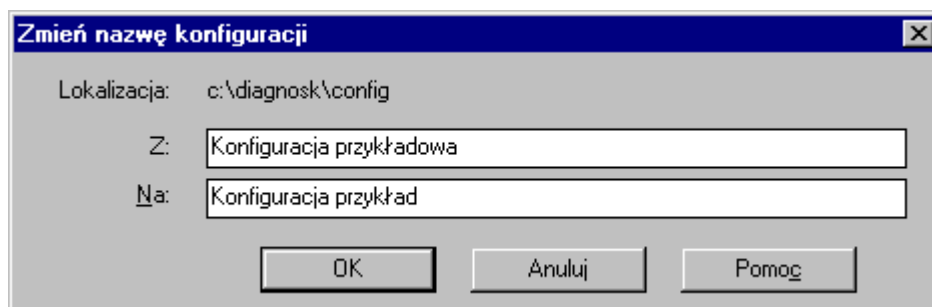 Zmień nazwę konfiguracji
Lokalizacja: c:\diagnosk\config
Z: Konfiguracja przykładowa
Na: Konfiguracja przykład
OK Anuluj Pomoc